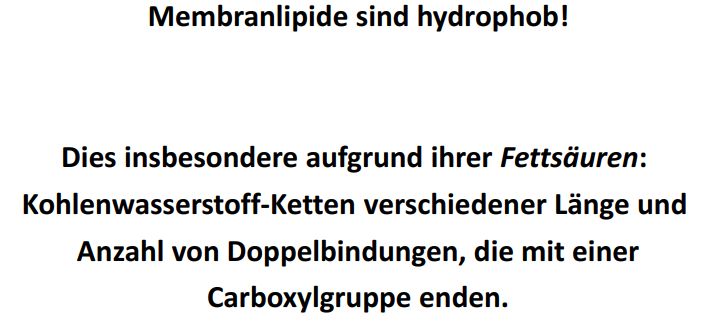 Membranlipide sind hydrophob!
Dies insbesondere aufgrund ihrer Fettsäuren:
Kohlenwasserstoff-Ketten verschiedener Länge und
Anzahl von Doppelbindungen, die mit einer
Carboxylgruppe enden.